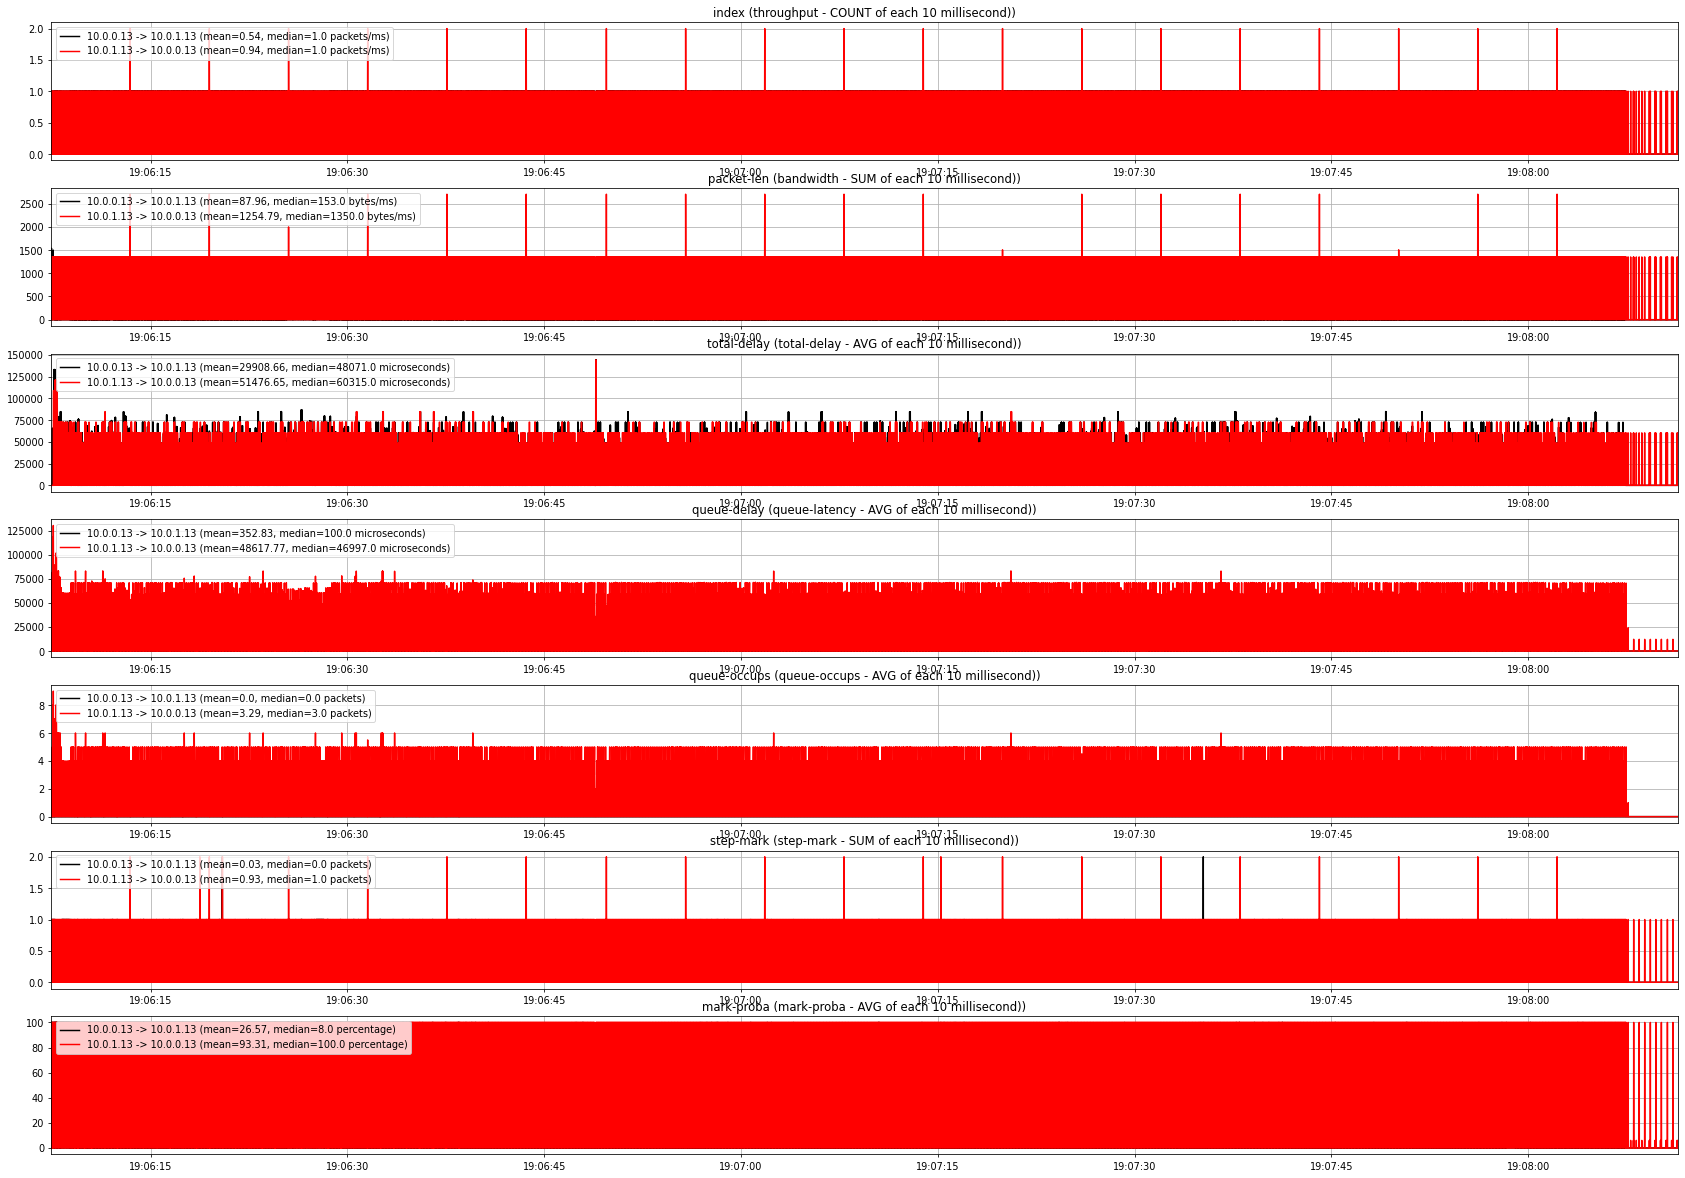 index (throughput - COUNT of each 10 millisecond))
10.0.0.13 -> 10.0.1.13 (mean=0.54, median=1.0 packets/ms)
10.0.1.13 -> 10.0.0.13 (mean=0.94, median=1.0 packets/ms)
2.0
1.5
1.0
0.5
0.0
19:06:15 19:06:30 19:06:45 19:07:00 19:07:15 19:07:30 19:07:45 19:08:00
packet-len (bandwidth - SUM of each 10 millisecond))
10.0.0.13 -> 10.0.1.13 (mean=87.96, median=153.0 bytes/ms)
10.0.1.13 -> 10.0.0.13 (mean=1254.79, median=1350.0 bytes/ms)
2500
2000
1500
1000
500
0
19:06:15 19:06:30 19:06:45 19:07:00 19:07:15 19:07:30 19:07:45 19:08:00
total-delay (total-delay - AVG of each 10 millisecond))
10.0.0.13 -> 10.0.1.13 (mean=29908.66, median=48071.0 microseconds)
10.0.1.13 -> 10.0.0.13 (mean=51476.65, median=60315.0 microseconds)
150000
125000
100000
75000
50000
25000
0
19:06:15 19:06:30 19:06:45 19:07:00 19:07:15 19:07:30 19:07:45 19:08:00
queue-delay (queue-latency - AVG of each 10 millisecond))
10.0.0.13 -> 10.0.1.13 (mean=352.83, median=100.0 microseconds)
10.0.1.13 -> 10.0.0.13 (mean=48617.77, median=46997.0 microseconds)
125000
100000
75000
50000
25000
0
19:06:15 19:06:30 19:06:45 19:07:00 19:07:15 19:07:30 19:07:45 19:08:00
queue-occups (queue-occups - AVG of each 10 millisecond))
10.0.0.13 -> 10.0.1.13 (mean=0.0, median=0.0 packets)
10.0.1.13 -> 10.0.0.13 (mean=3.29, median=3.0 packets)
8
6
4
2
0
19:06:15 19:06:30 19:06:45 19:07:00 19:07:15 19:07:30 19:07:45 19:08:00
step-mark (step-mark - SUM of each 10 millisecond))
10.0.0.13 -> 10.0.1.13 (mean=0.03, median=0.0 packets)
10.0.1.13 -> 10.0.0.13 (mean=0.93, median=1.0 packets)
2.0
1.5
1.0
0.5
0.0
19:06:15 19:06:30 19:06:45 19:07:00 19:07:15 19:07:30 19:07:45 19:08:00
mark-proba (mark-proba - AVG of each 10 millisecond))
10.0.0.13 -> 10.0.1.13 (mean=26.57, median=8.0 percentage)
10.0.1.13 -> 10.0.0.13 (mean=93.31, median=100.0 percentage)
100
80
60
40
20
0
19:06:15 19:06:30 19:06:45 19:07:00 19:07:15 19:07:30 19:07:45 19:08:00